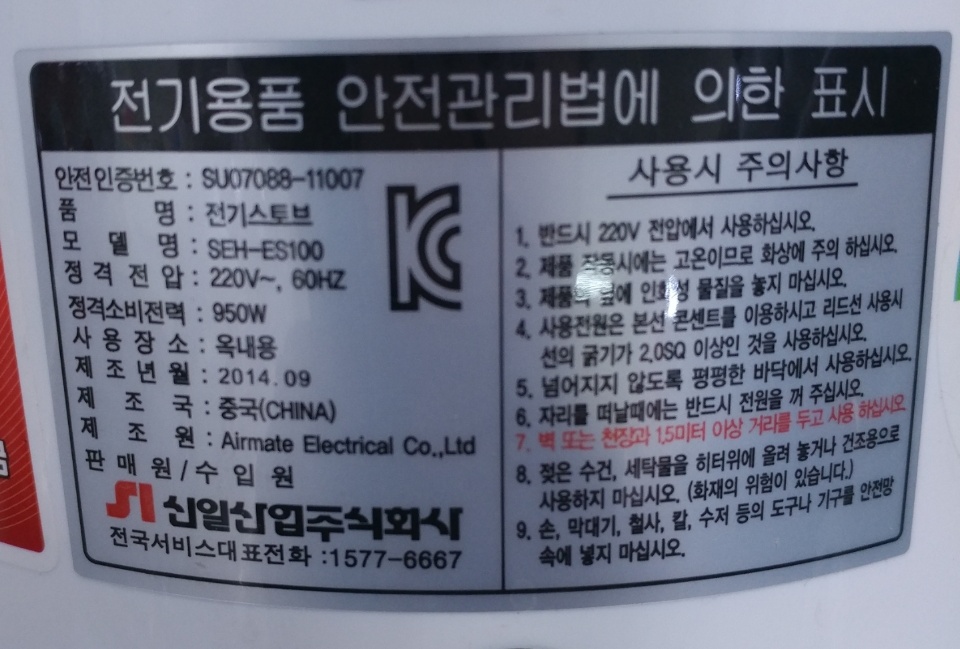 전기용품 안전관리법에 의한 표시
안전인증번호 : SU07088-11007
품 명 : 전기스토브
모 델 명 : SEH-ES100
정 격 전 압 : 220V~, 60HZ
정격소비전력 : 950W
사 용 장 소 : 옥내용
제 조 년 월 : 2014.09
제 조 국 : 중국(CHINA)
제 조 원 : Airmate Electrical Co.,Ltd
판 매 원 / 수 입 원
SI 신일산업주식회사
전국서비스대표전화 :1577-6667
사용시 주의사항
1. 반드시 220V 전압에서 사용하십시오.
2. 제품 작동시에는 고온이므로 화상에 주의 하십시오.
3. 제품의 옆에 인화성 물질을 놓지 마십시오.
4. 사용전원은 본선 콘센트를 이용하시고 리드선 사용시
선의 굵기가 2.0SQ 이상인 것을 사용하십시오.
5. 넘어지지 않도록 평평한 바닥에서 사용하십시오.
6. 자리를 떠날때에는 반드시 전원을 꺼 주십시오.
7. 벽 또는 천장과 1.5미터 이상 거리를 두고 사용 하십시오
8. 젖은 수건, 세탁물을 히터위에 올려 놓거나 건조용으로
사용하지 마십시오. (화재의 위험이 있습니다.)
9. 손, 막대기, 철사, 칼, 수저 등의 도구나 기구를 안전망
속에 넣지 마십시오.